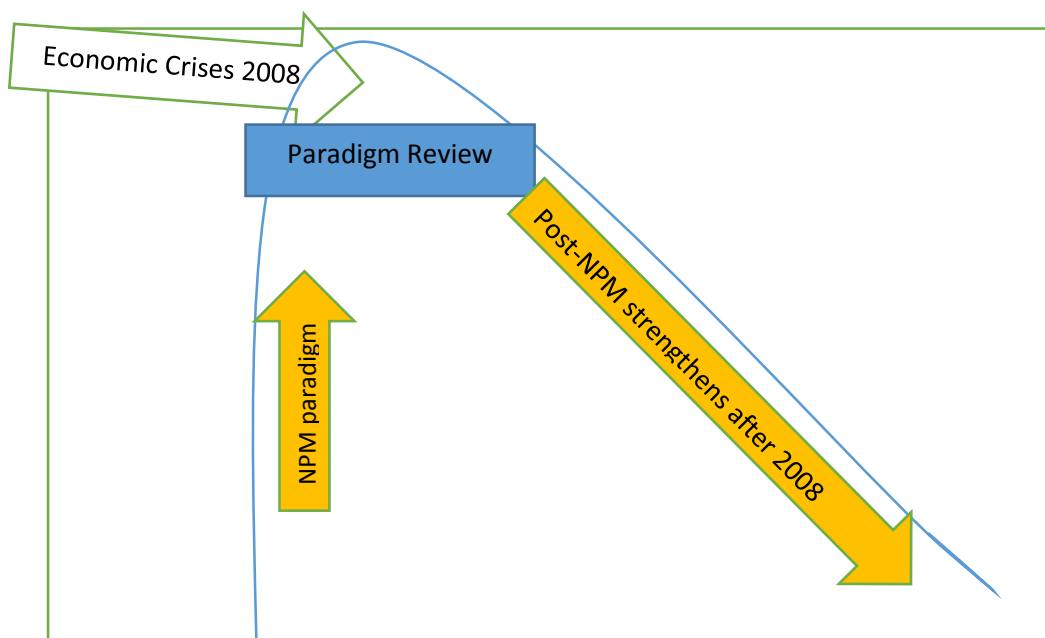 Economic Crises 2008
Paradigm Review
NPM paradigm
Post-NPM strengthens after 2008